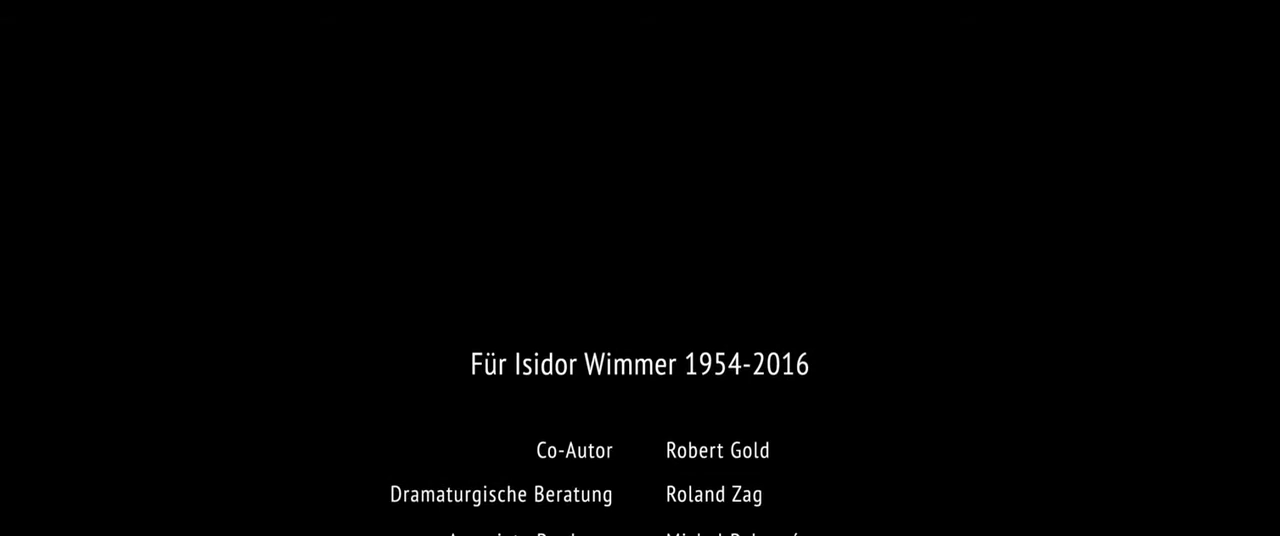 Für Isidor Wimmer 1954-2016
Co-Autor Robert Gold
Dramaturgische Beratung Roland Zag